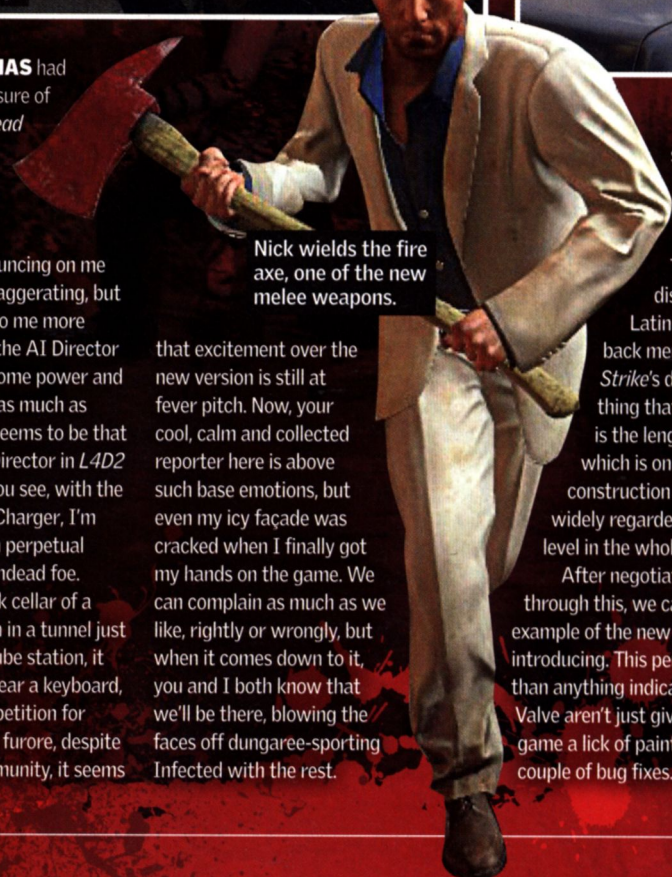 IAS had
sure of
ead
uncing on me
aggerating, but
o me more
the AI Director
ome power and
as much as
eems to be that
irector in L4D2
ou see, with the
Charger, I'm
perpetual
ndead foe.
k cellar of a
in a tunnel just
ube station, it
ear a keyboard,
petition for
furore, despite
munity, it seems
Nick wields the fire
axe, one of the new
melee weapons.
that excitement over the
new version is still at
fever pitch. Now, your
cool, calm and collected
reporter here is above
such base emotions, but
even my icy façade was
cracked when I finally got
my hands on the game. We
can complain as much as we
like, rightly or wrongly, but
when it comes down to it,
you and I both know that
we'll be there, blowing the
faces off dungaree-sporting
Infected with the rest.
dis
Latin
back me
Strike's d
thing tha
is the leng
which is on
construction
widely regarde
level in the whol
After negotia
through this, we c
example of the new
introducing. This pe
than anything indica
Valve aren't just giv
game a lick of pain
couple of bug fixes.